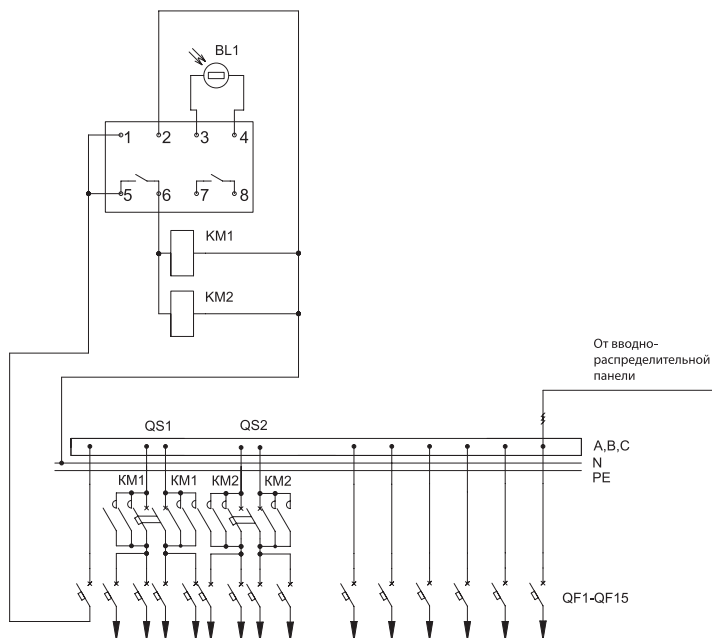 BL1
1 2 3 4
5 6 7 8
KM1
KM2
От вводно-
распределительной
панели
QS1 QS2
A,B,C
N
PE
KM1 KM1 KM2 KM2
QF1-QF15